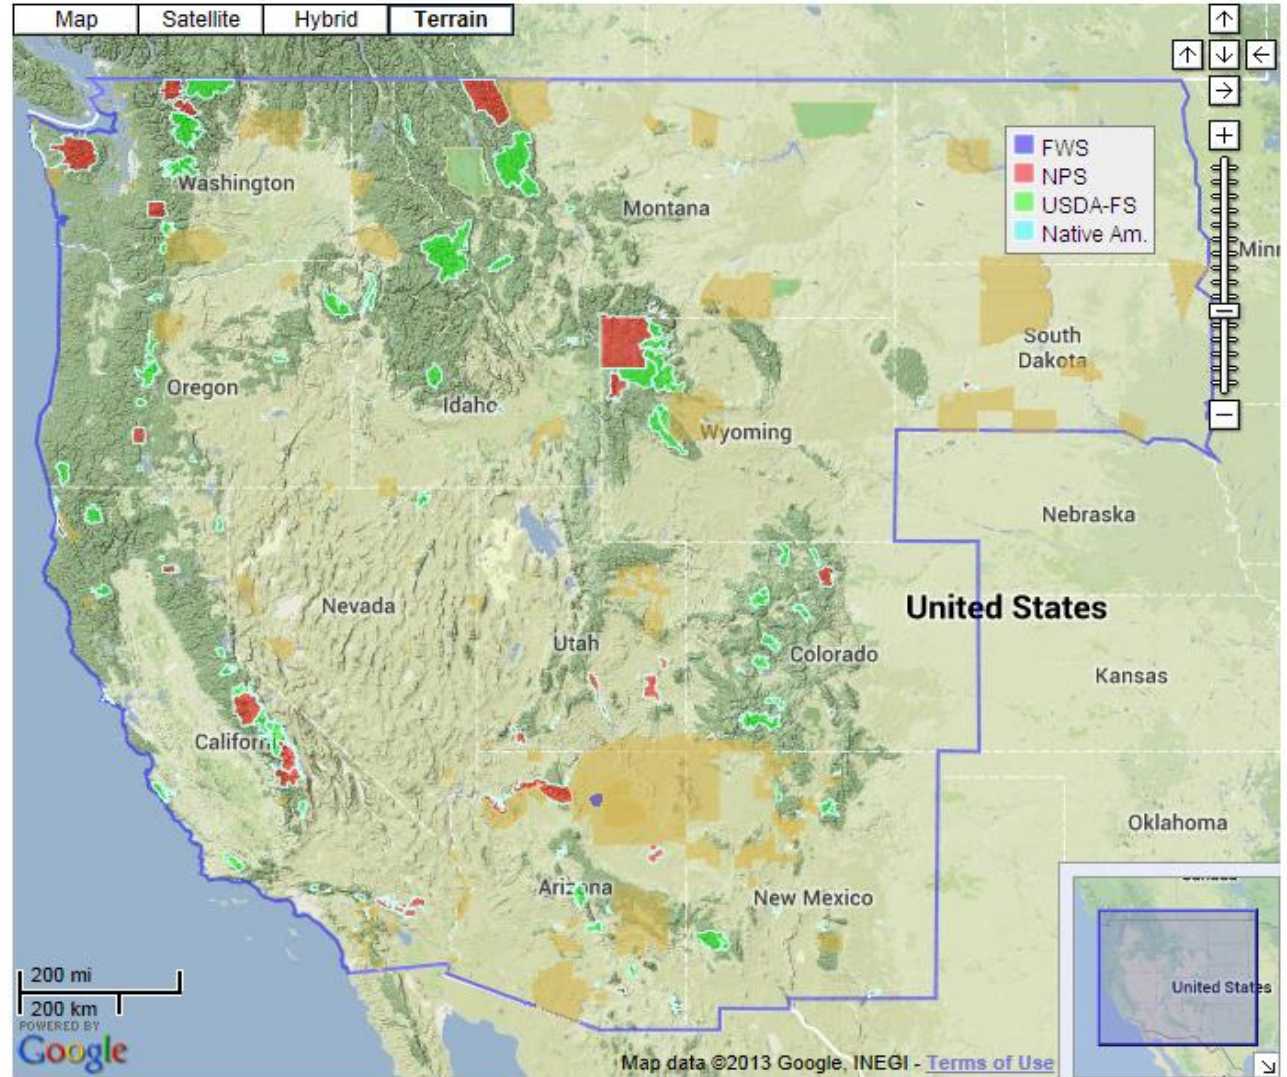 Map Satellite Hybrid Terrain
FWS
NPS
USDA-FS
Native Am.
Washington
Montana
Minn
Oregon
Idaho
South
Dakota
Wyoming
Nebraska
Nevada
United States
Utah
Colorado
Kansas
California
Oklahoma
Arizona
New Mexico
200 mi
200 km
POWERED BY
Google
United States
Map data ©2013 Google, INEGI - Terms of Use